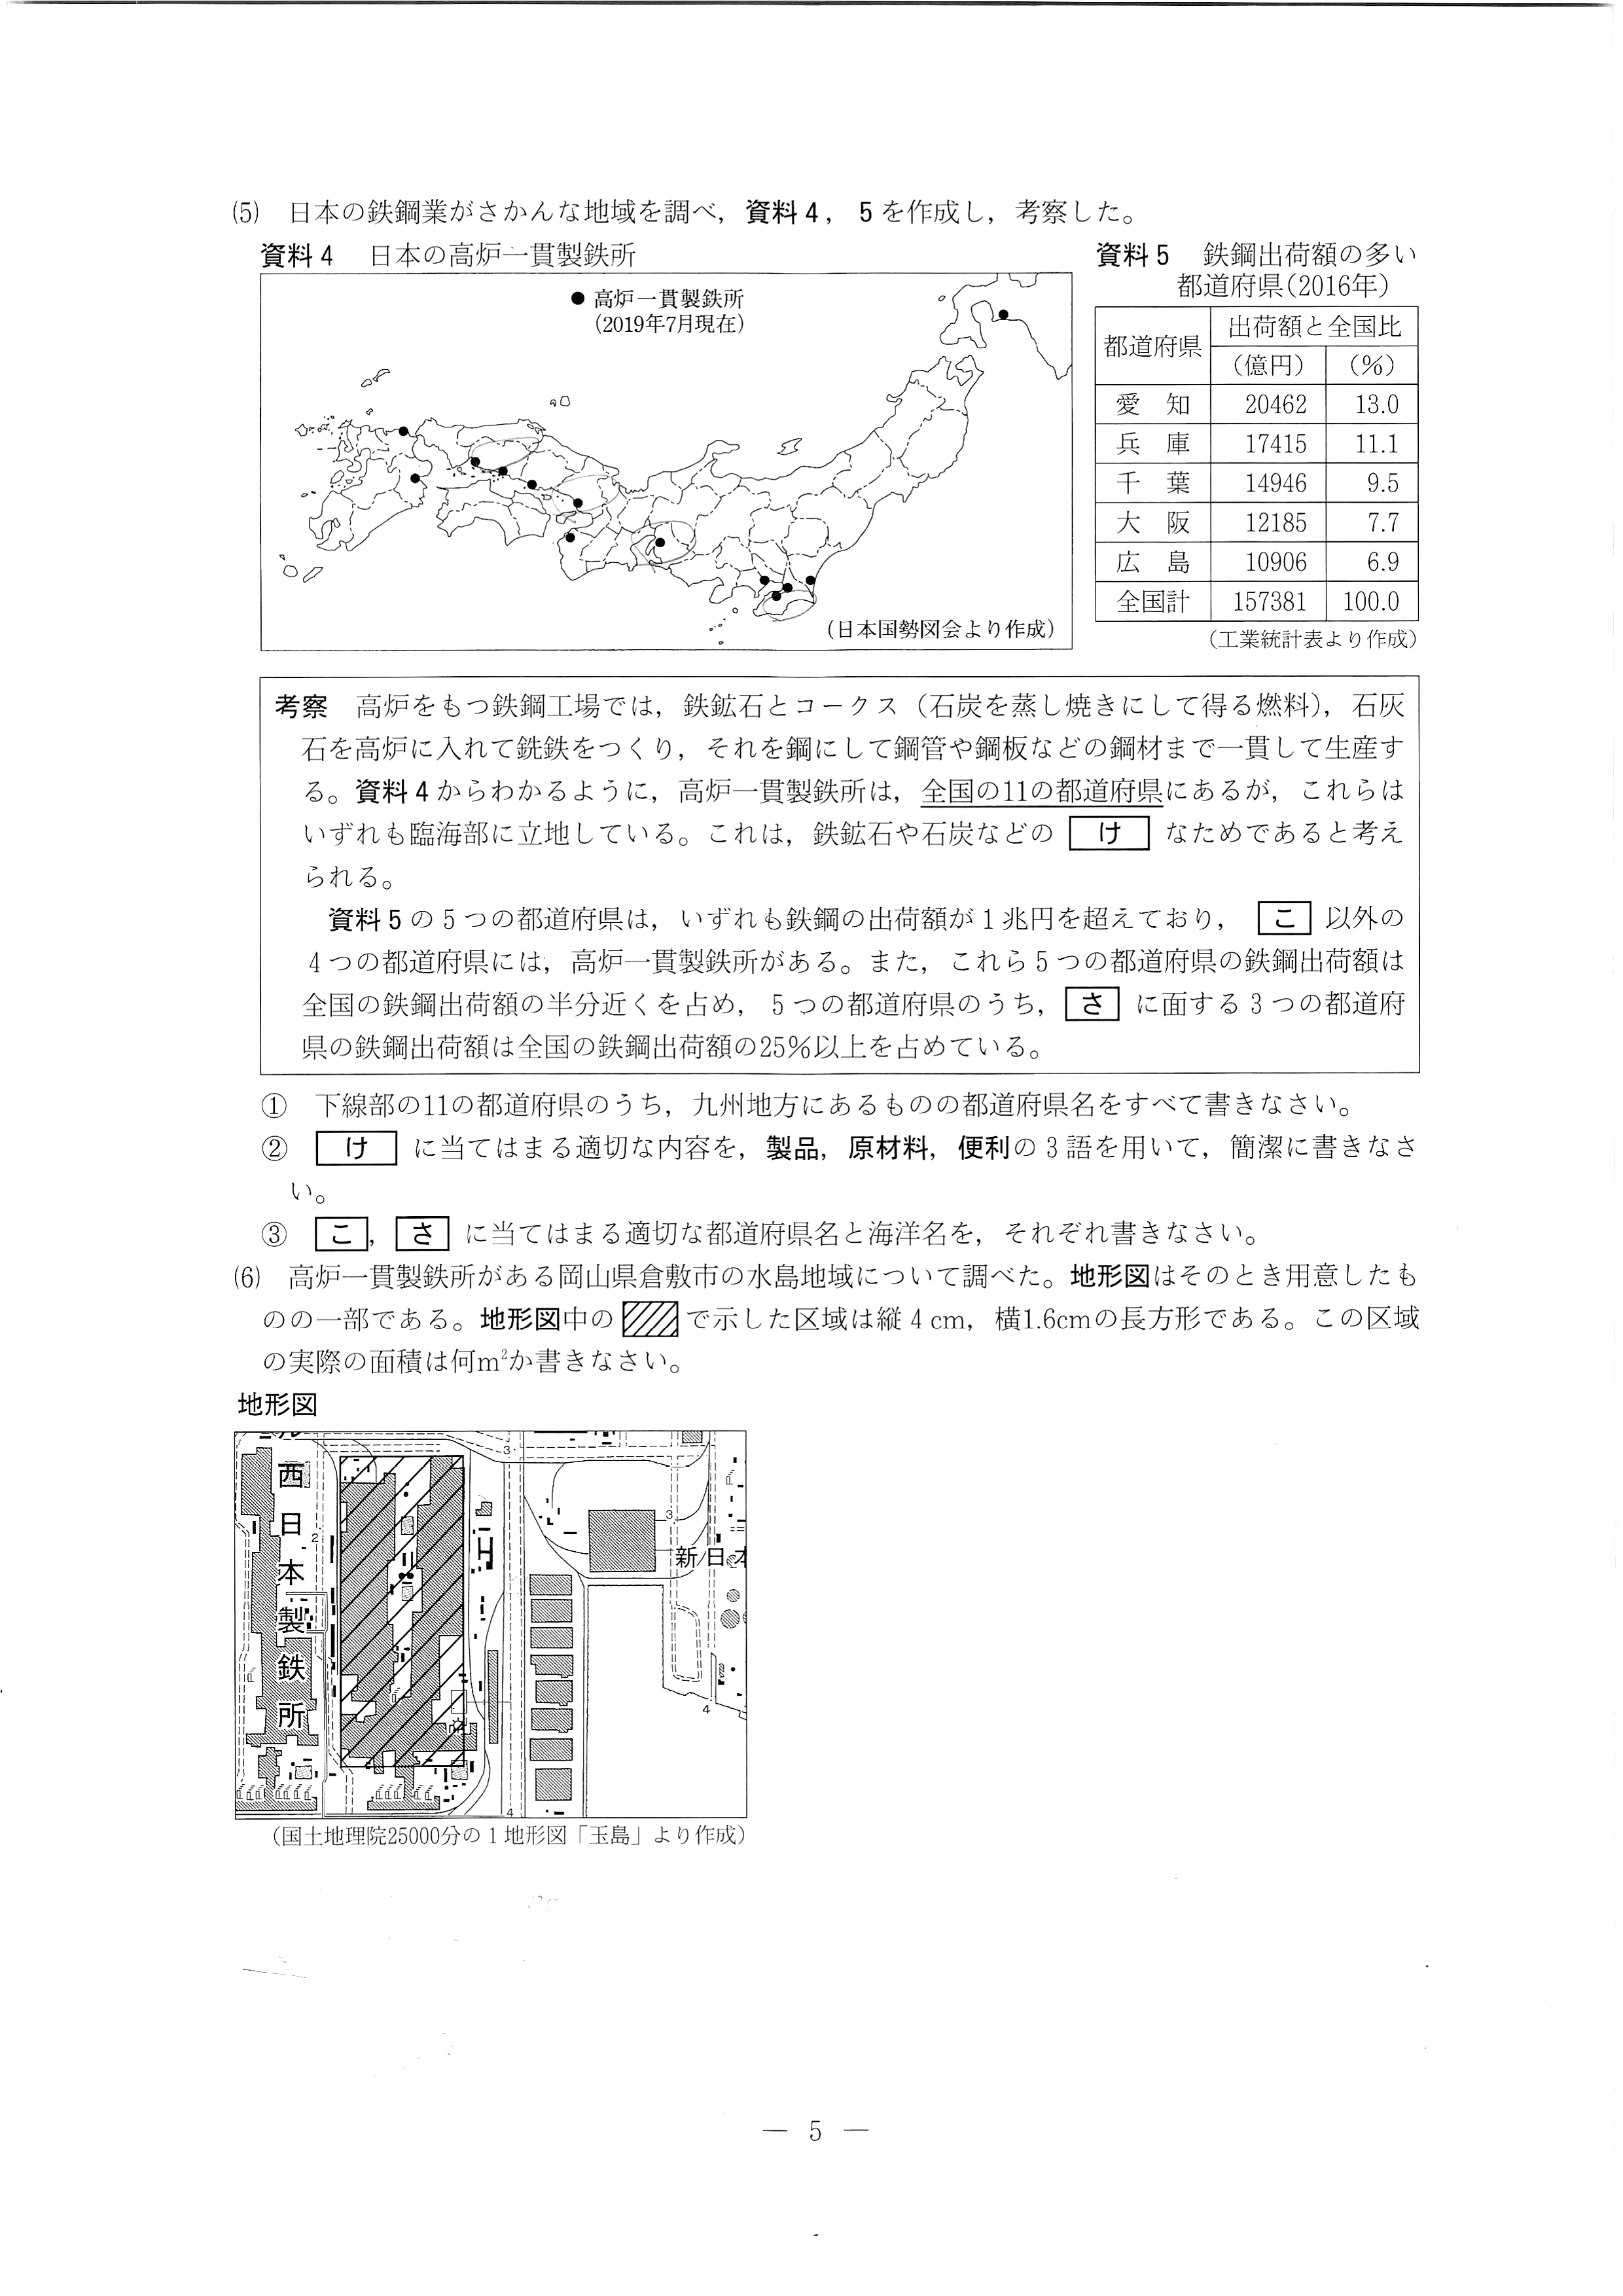 (5) 日本の鉄鋼業がさかんな地域を調べ，資料4，5を作成し，考察した。
資料4 日本の高炉一貫製鉄所
●高炉一貫製鉄所
（2019年7月現在）
（日本国勢図会より作成）
資料5 鉄鋼出荷額の多い
都道府県（2016年）
都道府県 出荷額と全国比
（億円） （％）
愛知 20462 13.0
兵庫 17415 11.1
千葉 14946 9.5
大阪 12185 7.7
広島 10906 6.9
全国計 157381 100.0
（工業統計表より作成）
考察 高炉をもつ鉄鋼工場では，鉄鉱石とコークス（石炭を蒸し焼きにして得る燃料），石灰
石を高炉に入れて銑鉄をつくり，それを鋼にして鋼管や鋼板などの鋼材まで一貫して生産す
る。資料4からわかるように，高炉一貫製鉄所は，全国の11の都道府県にあるが，これらは
いずれも臨海部に立地している。これは，鉄鉱石や石炭などの け なためであると考え
られる。
資料5の5つの都道府県は，いずれも鉄鋼の出荷額が1兆円を超えており， こ 以外の
4つの都道府県には，高炉一貫製鉄所がある。また，これら5つの都道府県の鉄鋼出荷額は
全国の鉄鋼出荷額の半分近くを占め，5つの都道府県のうち， さ に面する3つの都道府
県の鉄鋼出荷額は全国の鉄鋼出荷額の25％以上を占めている。
① 下線部の11の都道府県のうち，九州地方にあるものの都道府県名をすべて書きなさい。
② け に当てはまる適切な内容を，製品，原材料，便利の3語を用いて，簡潔に書きなさ
い。
③ こ，さ に当てはまる適切な都道府県名と海洋名を，それぞれ書きなさい。
(6) 高炉一貫製鉄所がある岡山県倉敷市の水島地域について調べた。地形図はそのとき用意したも
のの一部である。地形図中の で示した区域は縦4cm，横1.6cmの長方形である。この区域
の実際の面積は何m²か書きなさい。
地形図
西日本製鉄所
新日本
3
2
3
4
4
（国土地理院25000分の1地形図「玉島」より作成）
— 5 —